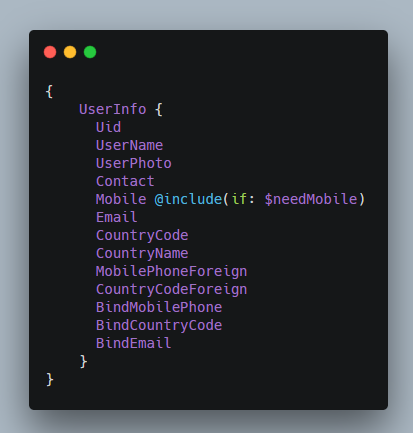 {
    UserInfo {
      Uid
      UserName
      UserPhoto
      Contact
      Mobile @include(if: $needMobile)
      Email
      CountryCode
      CountryName
      MobilePhoneForeign
      CountryCodeForeign
      BindMobilePhone
      BindCountryCode
      BindEmail
    }
}